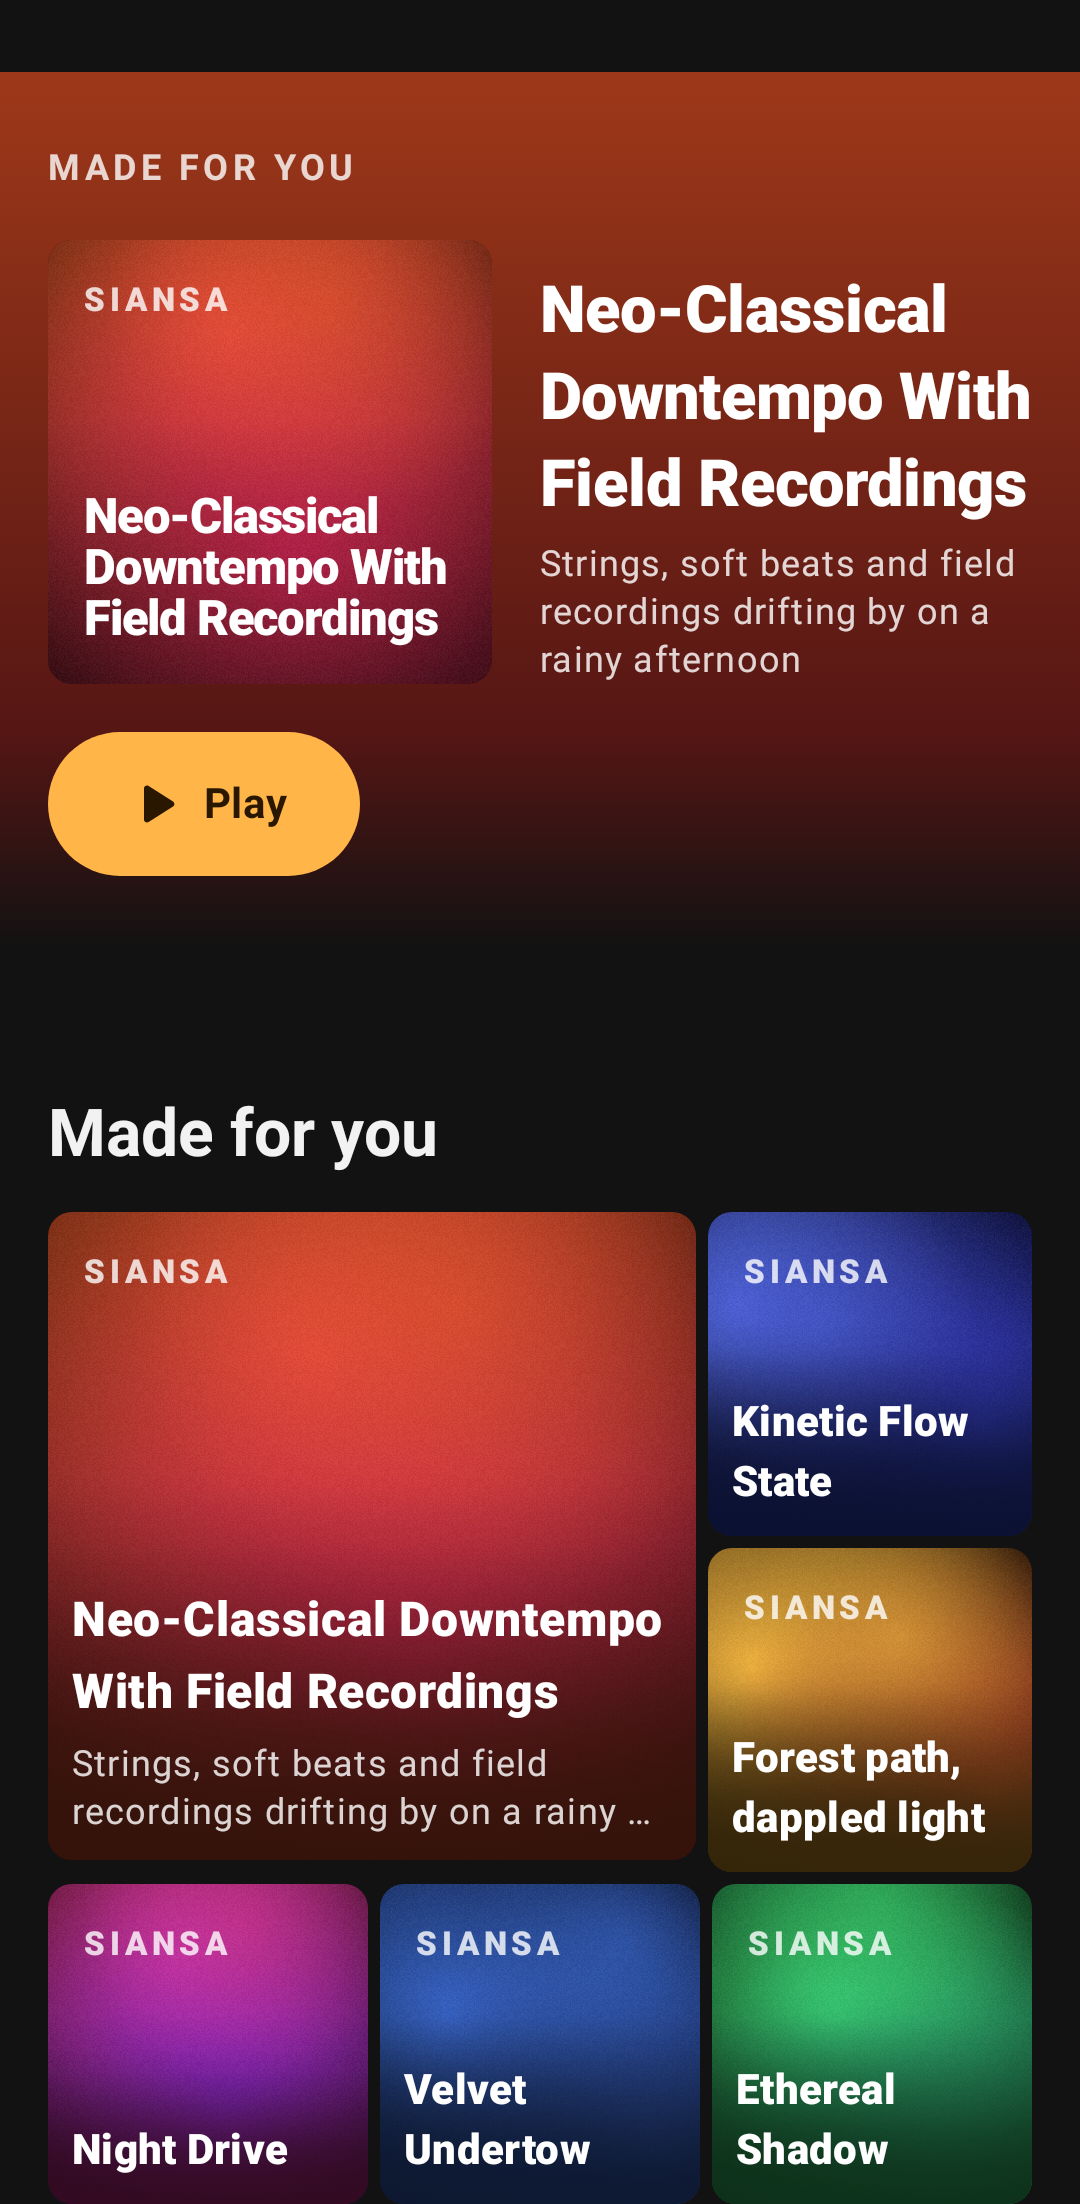 MADE FOR YOU
SIANSA
Neo-Classical
Downtempo With
Field Recordings
Neo-Classical
Downtempo With
Field Recordings
Strings, soft beats and field
recordings drifting by on a
rainy afternoon
Play
Made for you
SIANSA
Neo-Classical Downtempo
With Field Recordings
Strings, soft beats and field
recordings drifting by on a rainy …
SIANSA
Kinetic Flow
State
SIANSA
Forest path,
dappled light
SIANSA
Night Drive
SIANSA
Velvet
Undertow
SIANSA
Ethereal
Shadow